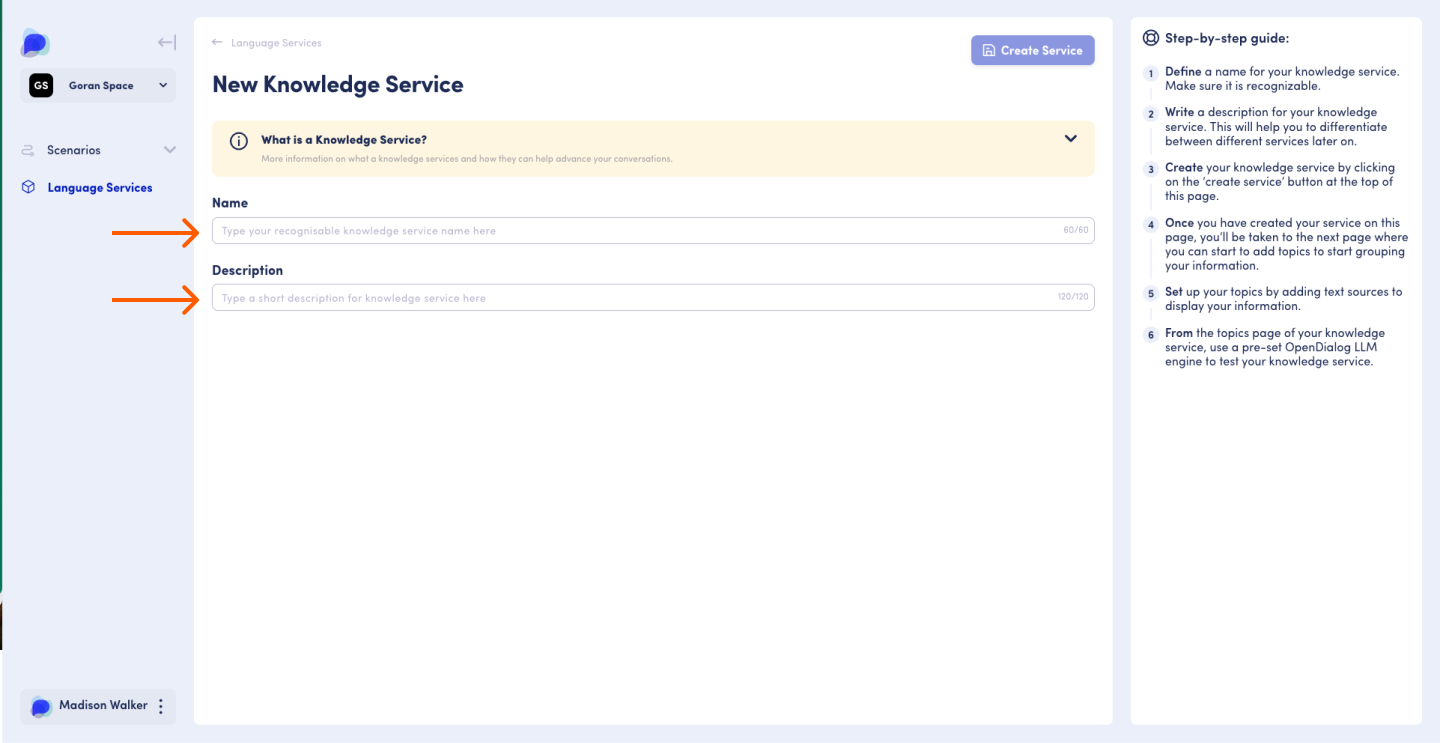 GS
Goran Space
Scenarios
Language Services
Madison Walker
Language Services
Create Service
New Knowledge Service
What is a Knowledge Service?
More information on what a knowledge services and how they can help advance your conversations.
Name
Type your recognisable knowledge service name here
60/60
Description
Type a short description for knowledge service here
120/120
Step-by-step guide:
1 Define a name for your knowledge service.
Make sure it is recognizable.
2 Write a description for your knowledge
service. This will help you to differentiate
between different services later on.
3 Create your knowledge service by clicking
on the ‘create service’ button at the top of
this page.
4 Once you have created your service on this
page, you’ll be taken to the next page where
you can start to add topics to start grouping
your information.
5 Set up your topics by adding text sources to
display your information.
6 From the topics page of your knowledge
service, use a pre-set OpenDialog LLM
engine to test your knowledge service.